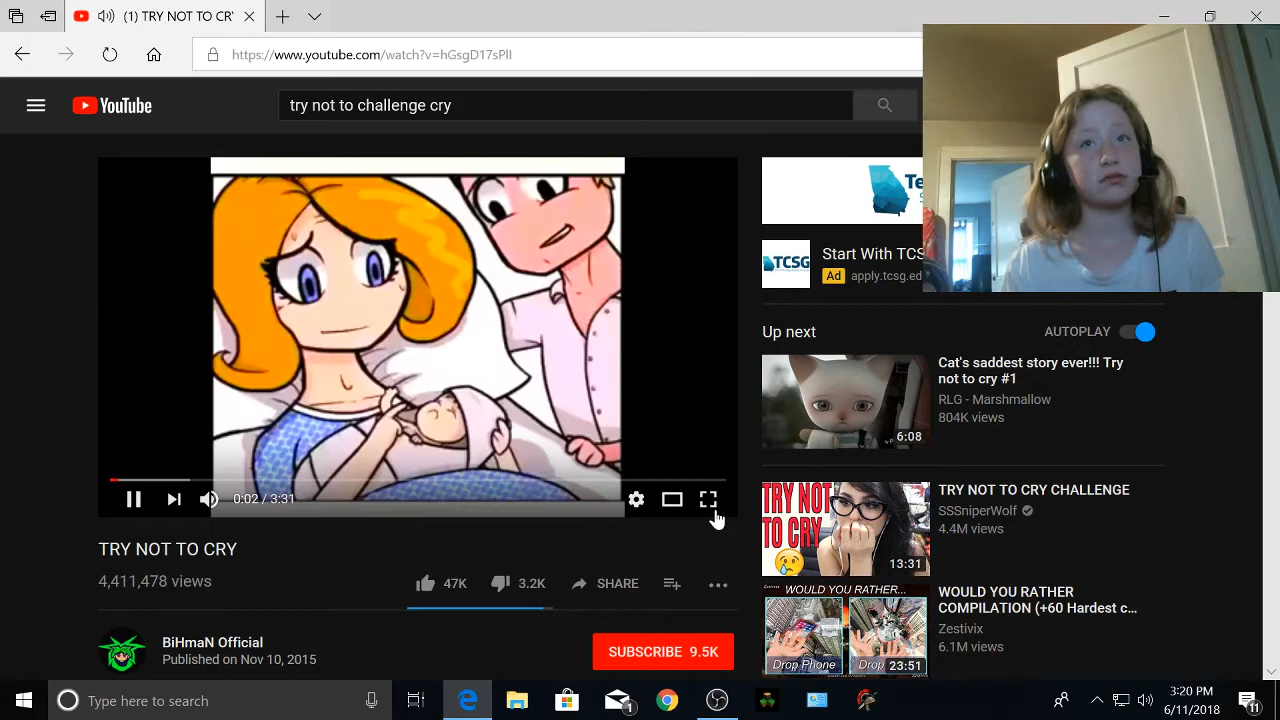 (1) TRY NOT TO CR
https://www.youtube.com/watch?v=hGsgD17sPlI
YouTube
try not to challenge cry
Start With TCS
Ad apply.tcsg.ed
TCSG
Up next
AUTOPLAY
Cat's saddest story ever!!! Try
not to cry #1
RLG - Marshmallow
804K views
6:08
TRY NOT
TO CRY
13:31
TRY NOT TO CRY CHALLENGE
SSSniperWolf
4.4M views
WOULD YOU RATHER...
Drop Phone
Drop
23:51
WOULD YOU RATHER
COMPILATION (+60 Hardest c...
Zestivix
6.1M views
0:02 / 3:31
TRY NOT TO CRY
4,411,478 views
47K
3.2K
SHARE
BiHmaN Official
Published on Nov 10, 2015
SUBSCRIBE 9.5K
Type here to search
1
3:20 PM
6/11/2018
11